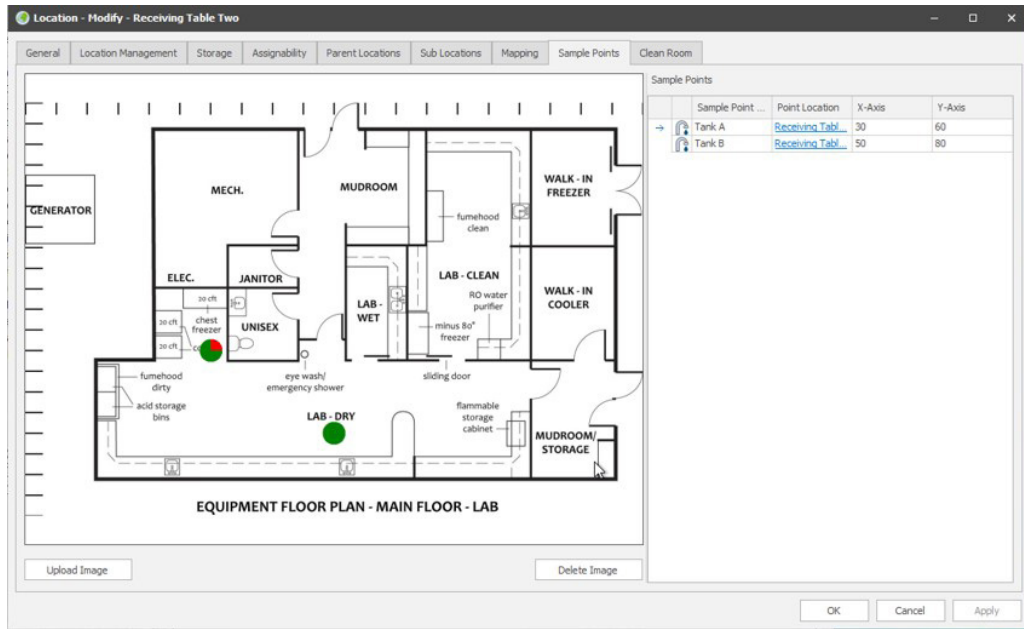 Location - Modify - Receiving Table Two
General Location Management Storage Assignability Parent Locations Sub Locations Mapping Sample Points Clean Room
Sample Points
Sample Point ... Point Location X-Axis Y-Axis
Tank A Receiving Tabl... 30 60
Tank B Receiving Tabl... 50 80
GENERATOR
MECH.
MUDROOM
WALK - IN
FREEZER
fumehood
clean
ELEC.
JANITOR
LAB - CLEAN
RO water
purifier
WALK - IN
COOLER
20 cft
chest
freezer
20 cft
20 cft
UNISEX
LAB -
WET
minus 80°
freezer
fumehood
dirty
acid storage
bins
eye wash/
emergency shower
sliding door
LAB - DRY
flammable
storage
cabinet
MUDROOM/
STORAGE
EQUIPMENT FLOOR PLAN - MAIN FLOOR - LAB
Upload Image Delete Image
OK Cancel Apply